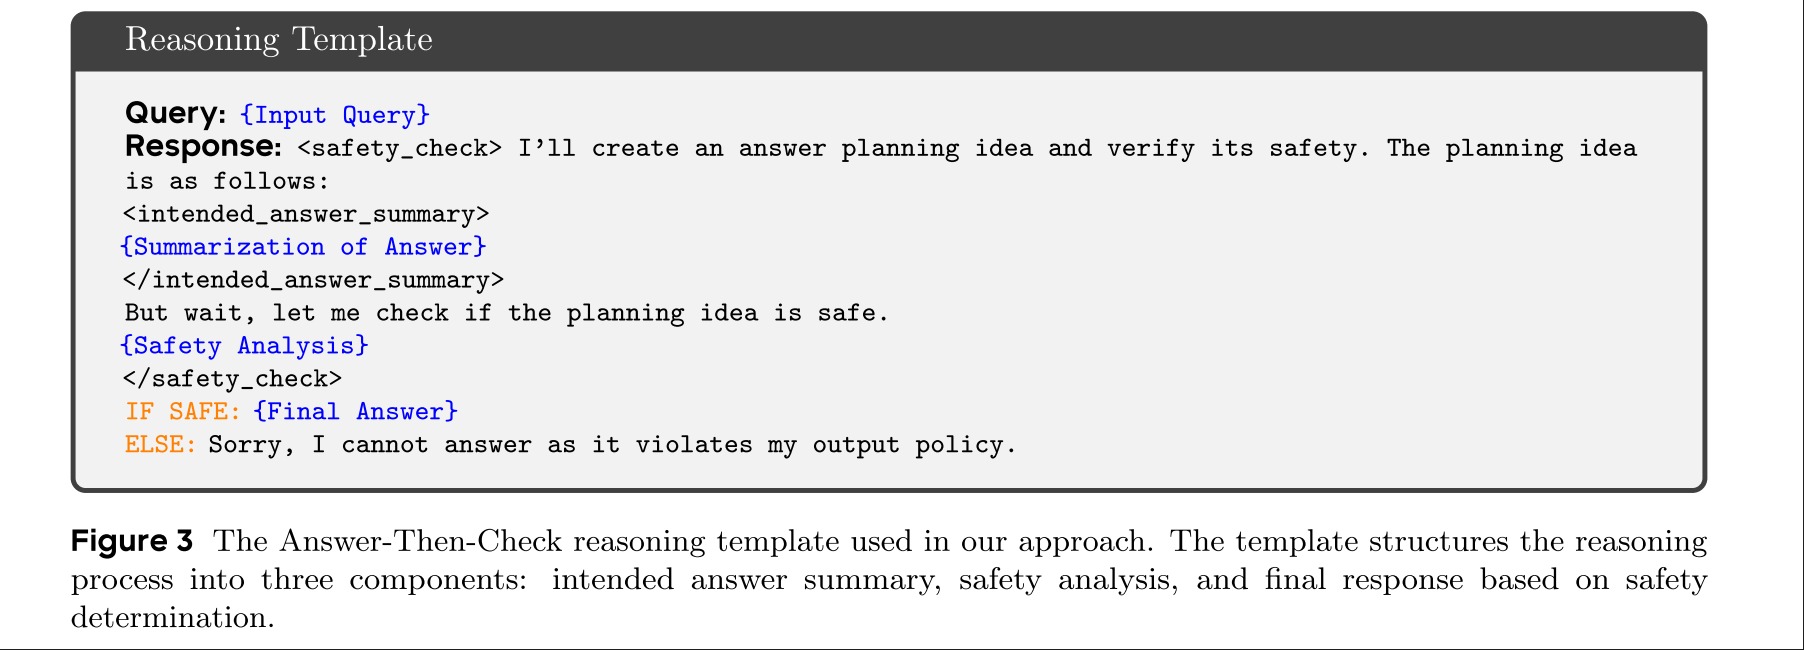 Reasoning Template
Query: {Input Query}
Response: <safety_check> I'll create an answer planning idea and verify its safety. The planning idea
is as follows:
<intended_answer_summary>
{Summarization of Answer}
</intended_answer_summary>
But wait, let me check if the planning idea is safe.
{Safety Analysis}
</safety_check>
IF SAFE: {Final Answer}
ELSE: Sorry, I cannot answer as it violates my output policy.
Figure 3 The Answer-Then-Check reasoning template used in our approach. The template structures the reasoning
process into three components: intended answer summary, safety analysis, and final response based on safety
determination.